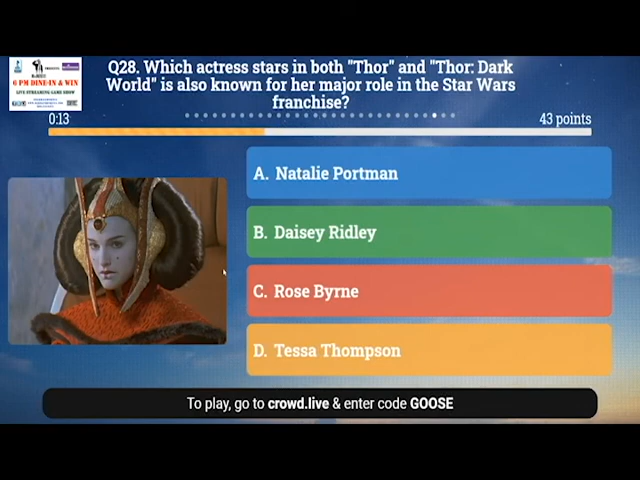 6 PM DINE-IN & WIN
LIVE STREAMING GAME SHOW
Q28. Which actress stars in both "Thor" and "Thor: Dark
World" is also known for her major role in the Star Wars
franchise?
0:13
43 points
A. Natalie Portman
B. Daisey Ridley
C. Rose Byrne
D. Tessa Thompson
To play, go to crowd.live & enter code GOOSE